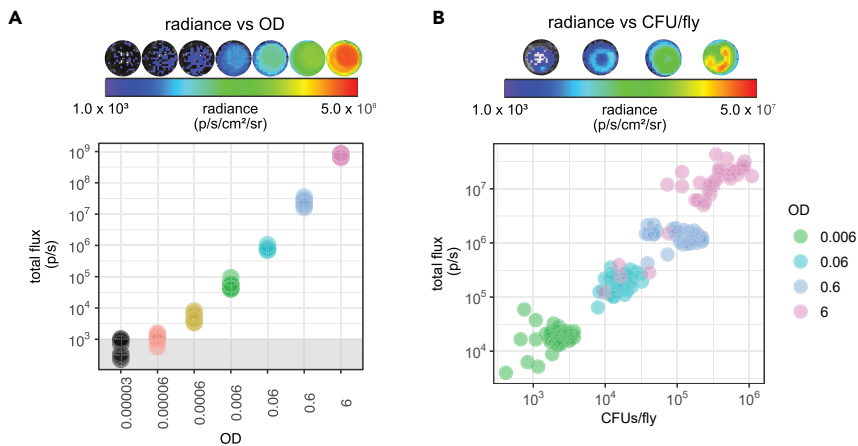 A
radiance vs OD
1.0 x 10³
radiance
(p/s/cm²/sr)
5.0 x 10⁸
total flux
(p/s)
10⁹
10⁸
10⁷
10⁶
10⁵
10⁴
10³
0.00003
0.00006
0.0006
0.006
0.06
0.6
6
OD
B
radiance vs CFU/fly
1.0 x 10³
radiance
(p/s/cm²/sr)
5.0 x 10⁷
total flux
(p/s)
10⁷
10⁶
10⁵
10⁴
10³
10⁴
10⁵
10⁶
CFUs/fly
OD
0.006
0.06
0.6
6